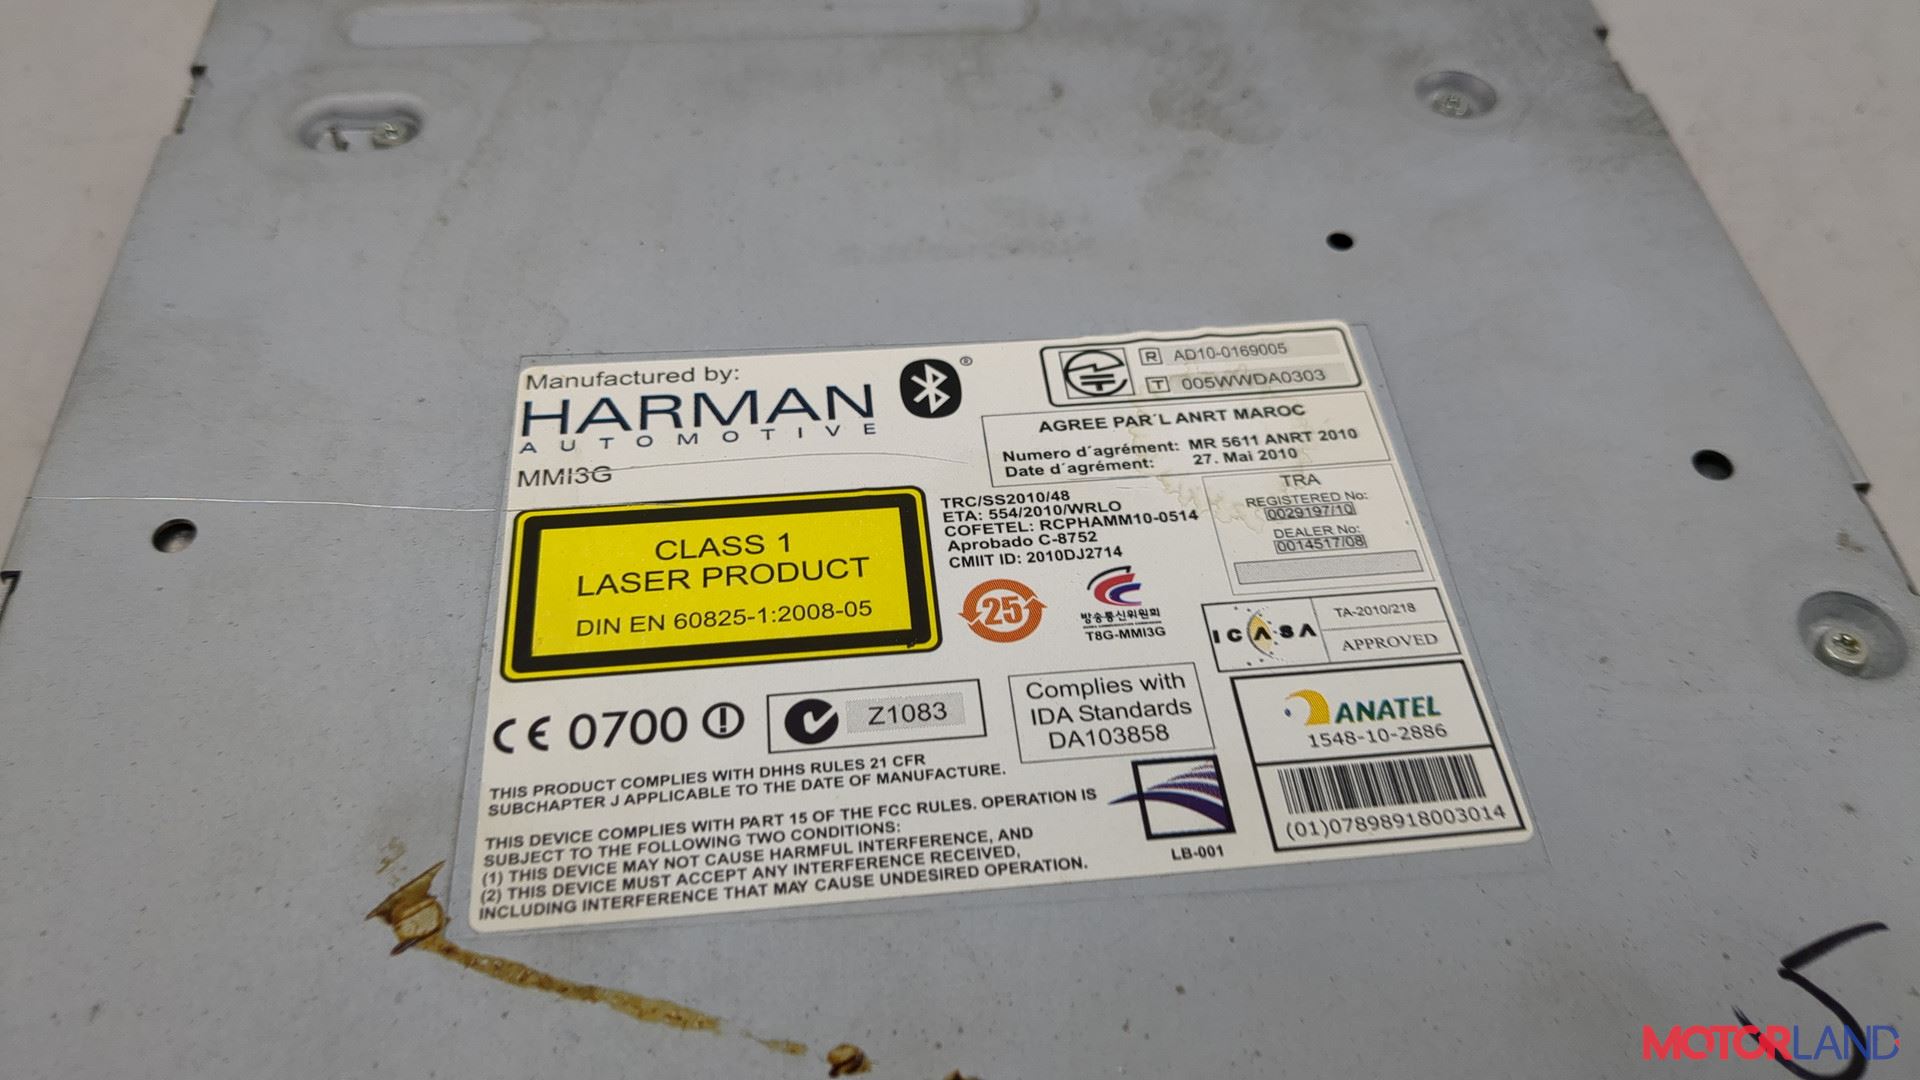 Manufactured by:
HARMAN
AUTOMOTIVE
®
MMI3G
R AD10-0169005
T 005WWDA0303
AGREE PAR´L ANRT MAROC
Numero d´agrément: MR 5611 ANRT 2010
Date d´agrément: 27. Mai 2010
CLASS 1
LASER PRODUCT
DIN EN 60825-1:2008-05
TRC/SS2010/48
ETA: 554/2010/WRLO
COFETEL: RCPHAMM10-0514
Aprobado C-8752
CMIIT ID: 2010DJ2714
TRA
REGISTERED No:
0029197/10
DEALER No:
0014517/08
25
방송통신위원회
T8G-MMI3G
ICASA
TA-2010/218
APPROVED
CE 0700
Z1083
Complies with
IDA Standards
DA103858
ANATEL
1548-10-2886
(01)07898918003014
THIS PRODUCT COMPLIES WITH DHHS RULES 21 CFR
SUBCHAPTER J APPLICABLE TO THE DATE OF MANUFACTURE.
THIS DEVICE COMPLIES WITH PART 15 OF THE FCC RULES. OPERATION IS
SUBJECT TO THE FOLLOWING TWO CONDITIONS:
(1) THIS DEVICE MAY NOT CAUSE HARMFUL INTERFERENCE, AND
(2) THIS DEVICE MUST ACCEPT ANY INTERFERENCE RECEIVED,
INCLUDING INTERFERENCE THAT MAY CAUSE UNDESIRED OPERATION.
LB-001
MOTORLAND